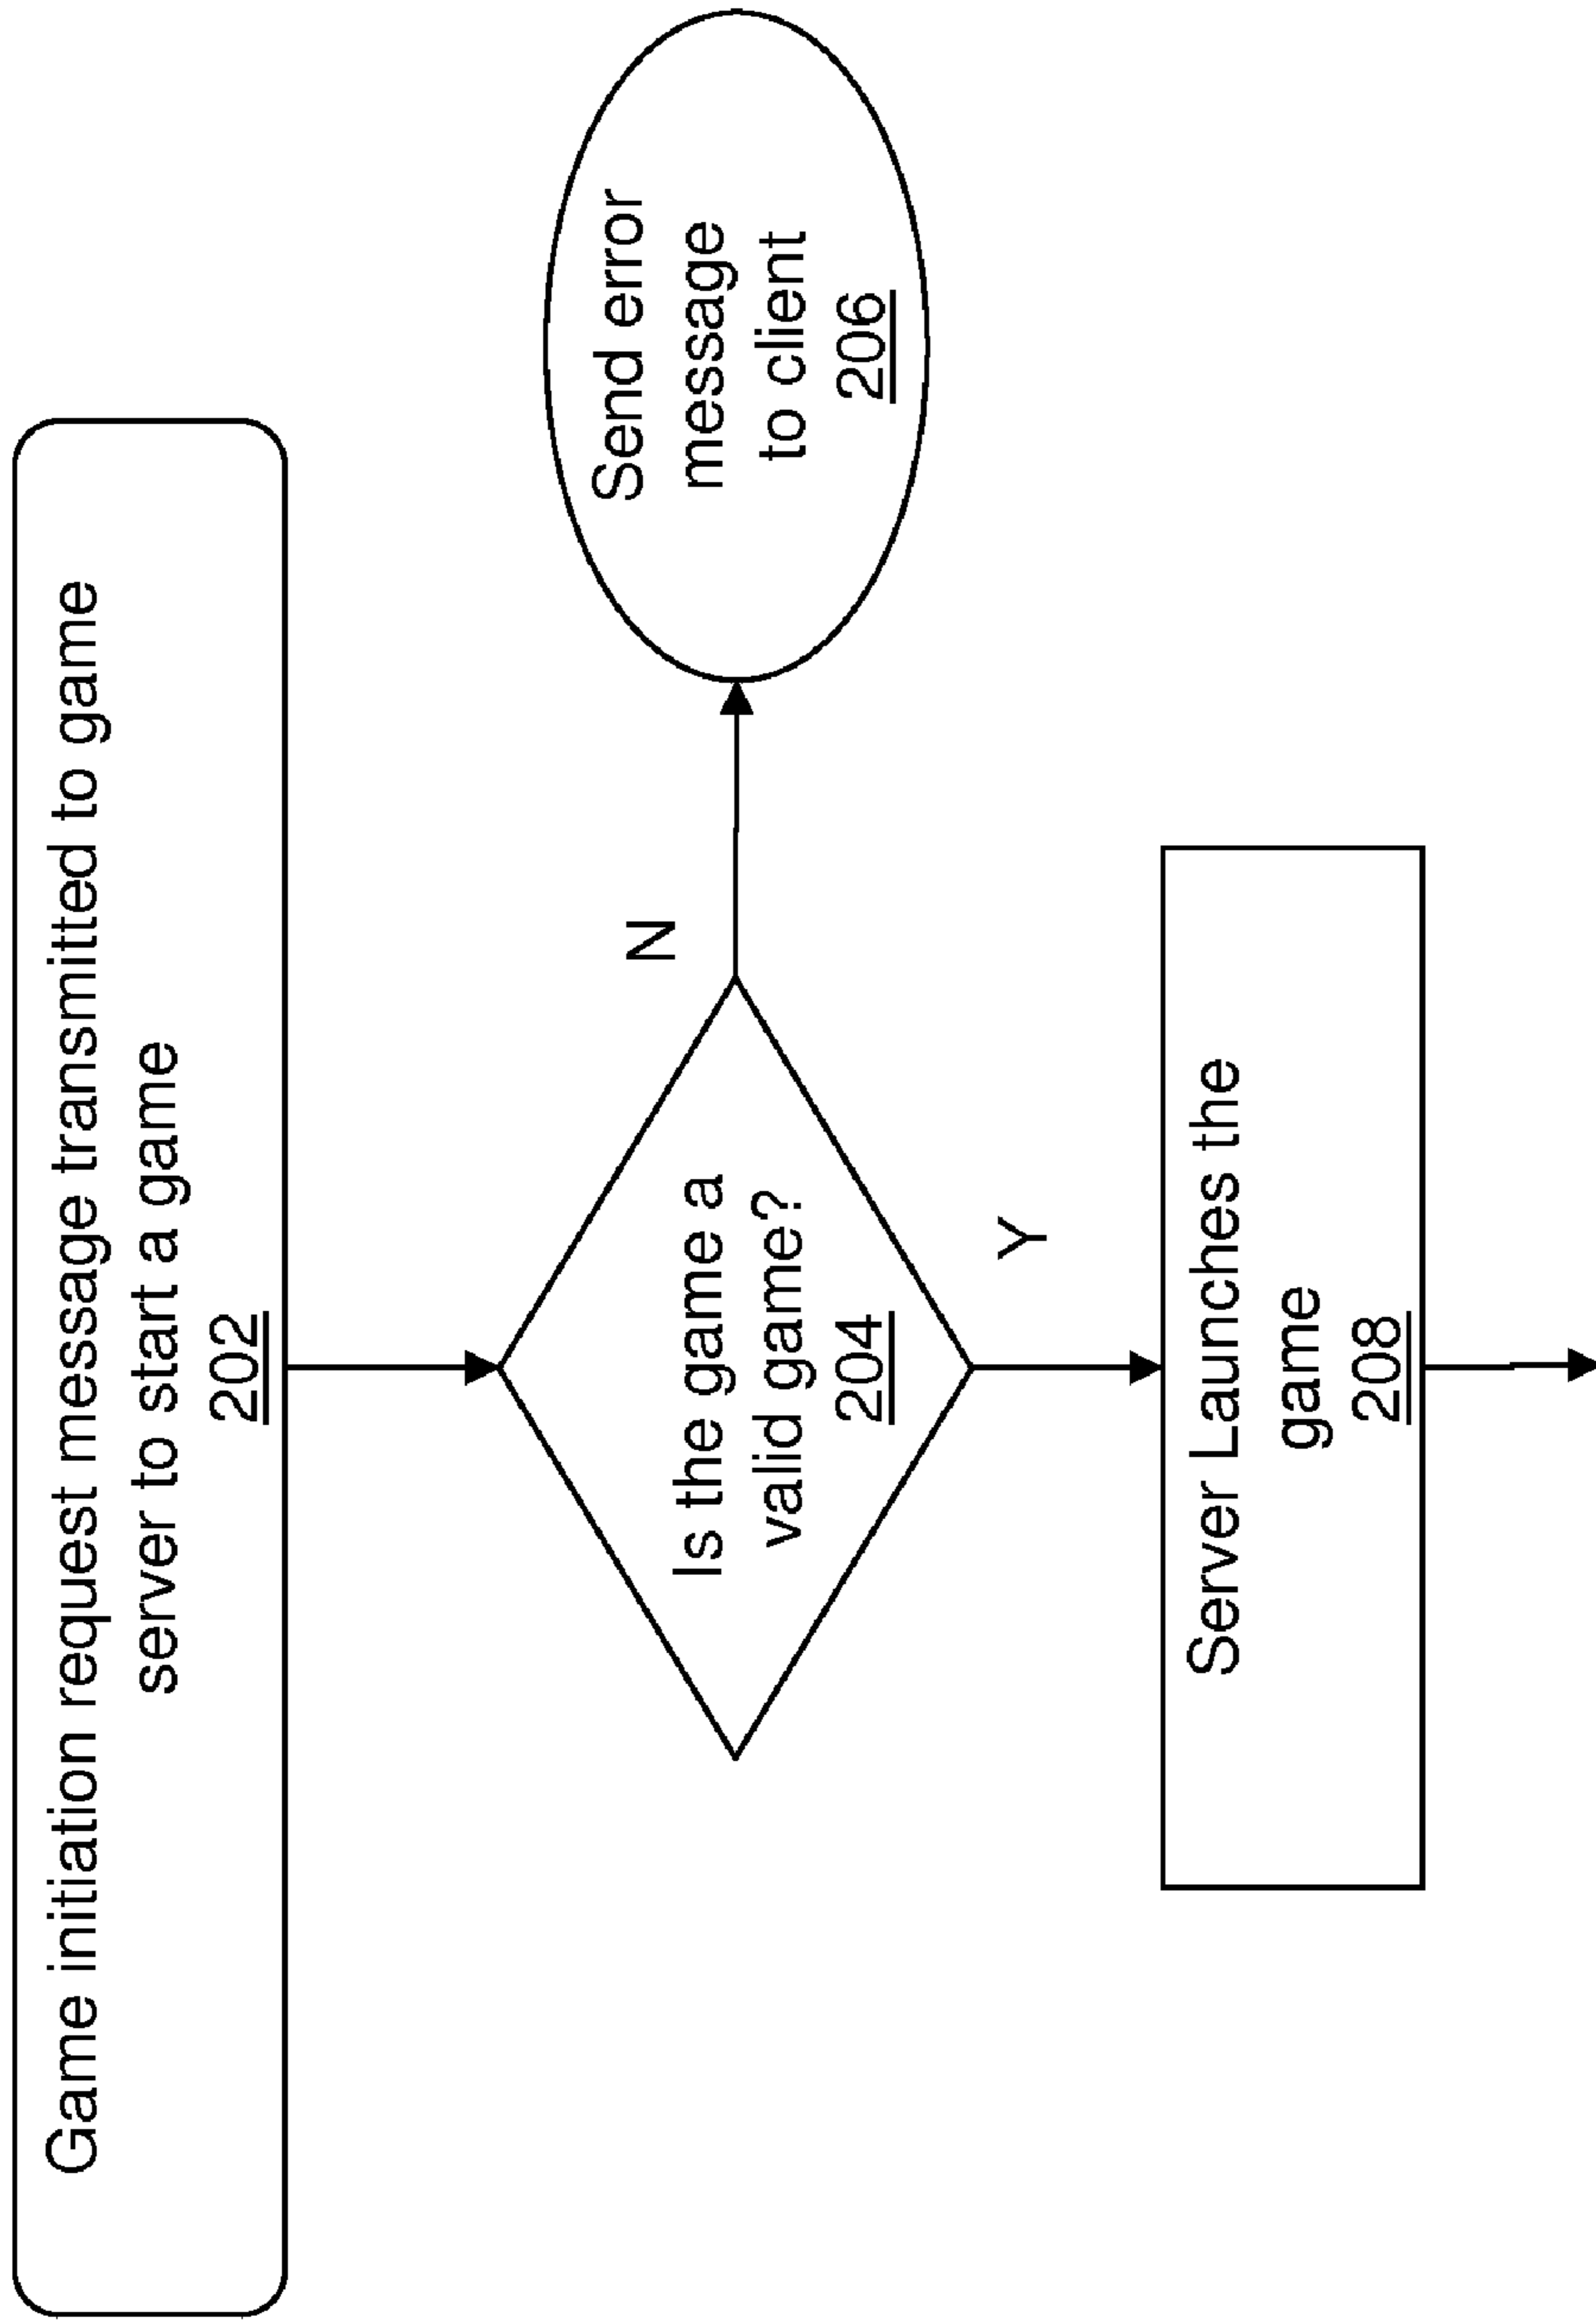 Game initiation request message transmitted to game
server to start a game
202
Is the game a
valid game?
204
N
Send error
message
to client
206
Y
Server Launches the
game
208